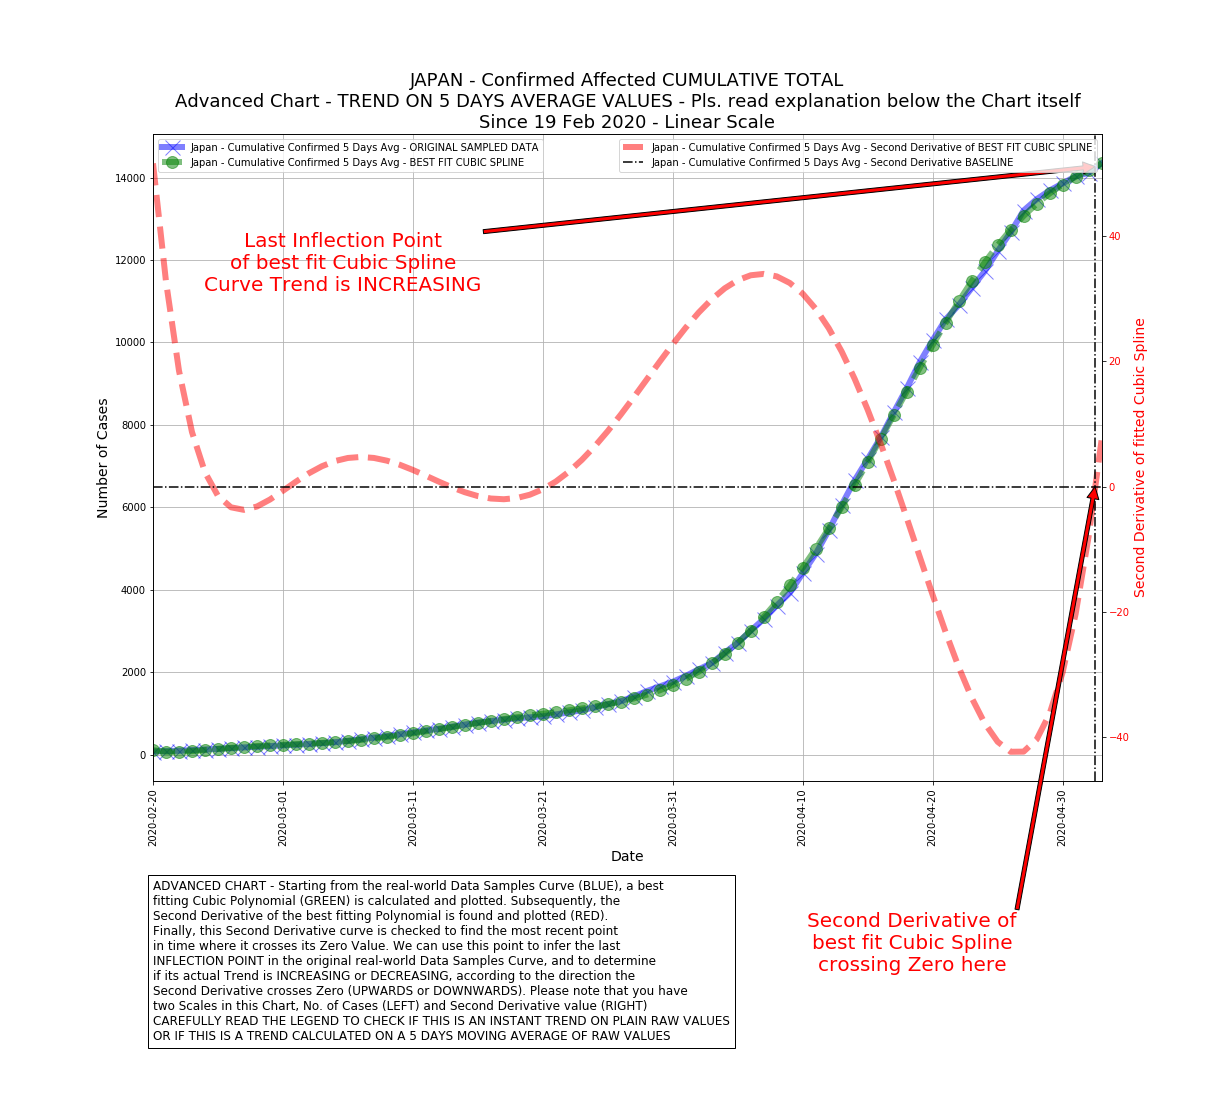 JAPAN - Confirmed Affected CUMULATIVE TOTAL
Advanced Chart - TREND ON 5 DAYS AVERAGE VALUES - Pls. read explanation below the Chart itself
Since 19 Feb 2020 - Linear Scale
Japan - Cumulative Confirmed 5 Days Avg - ORIGINAL SAMPLED DATA
Japan - Cumulative Confirmed 5 Days Avg - BEST FIT CUBIC SPLINE
Japan - Cumulative Confirmed 5 Days Avg - Second Derivative of BEST FIT CUBIC SPLINE
Japan - Cumulative Confirmed 5 Days Avg - Second Derivative BASELINE
Last Inflection Point
of best fit Cubic Spline
Curve Trend is INCREASING
Number of Cases
14000
12000
10000
8000
6000
4000
2000
0
40
20
0
−20
−40
Second Derivative of fitted Cubic Spline
2020-02-20
2020-03-01
2020-03-11
2020-03-21
2020-03-31
2020-04-10
2020-04-20
2020-04-30
Date
ADVANCED CHART - Starting from the real-world Data Samples Curve (BLUE), a best
fitting Cubic Polynomial (GREEN) is calculated and plotted. Subsequently, the
Second Derivative of the best fitting Polynomial is found and plotted (RED).
Finally, this Second Derivative curve is checked to find the most recent point
in time where it crosses its Zero Value. We can use this point to infer the last
INFLECTION POINT in the original real-world Data Samples Curve, and to determine
if its actual Trend is INCREASING or DECREASING, according to the direction the
Second Derivative crosses Zero (UPWARDS or DOWNWARDS). Please note that you have
two Scales in this Chart, No. of Cases (LEFT) and Second Derivative value (RIGHT)
CAREFULLY READ THE LEGEND TO CHECK IF THIS IS AN INSTANT TREND ON PLAIN RAW VALUES
OR IF THIS IS A TREND CALCULATED ON A 5 DAYS MOVING AVERAGE OF RAW VALUES
Second Derivative of
best fit Cubic Spline
crossing Zero here